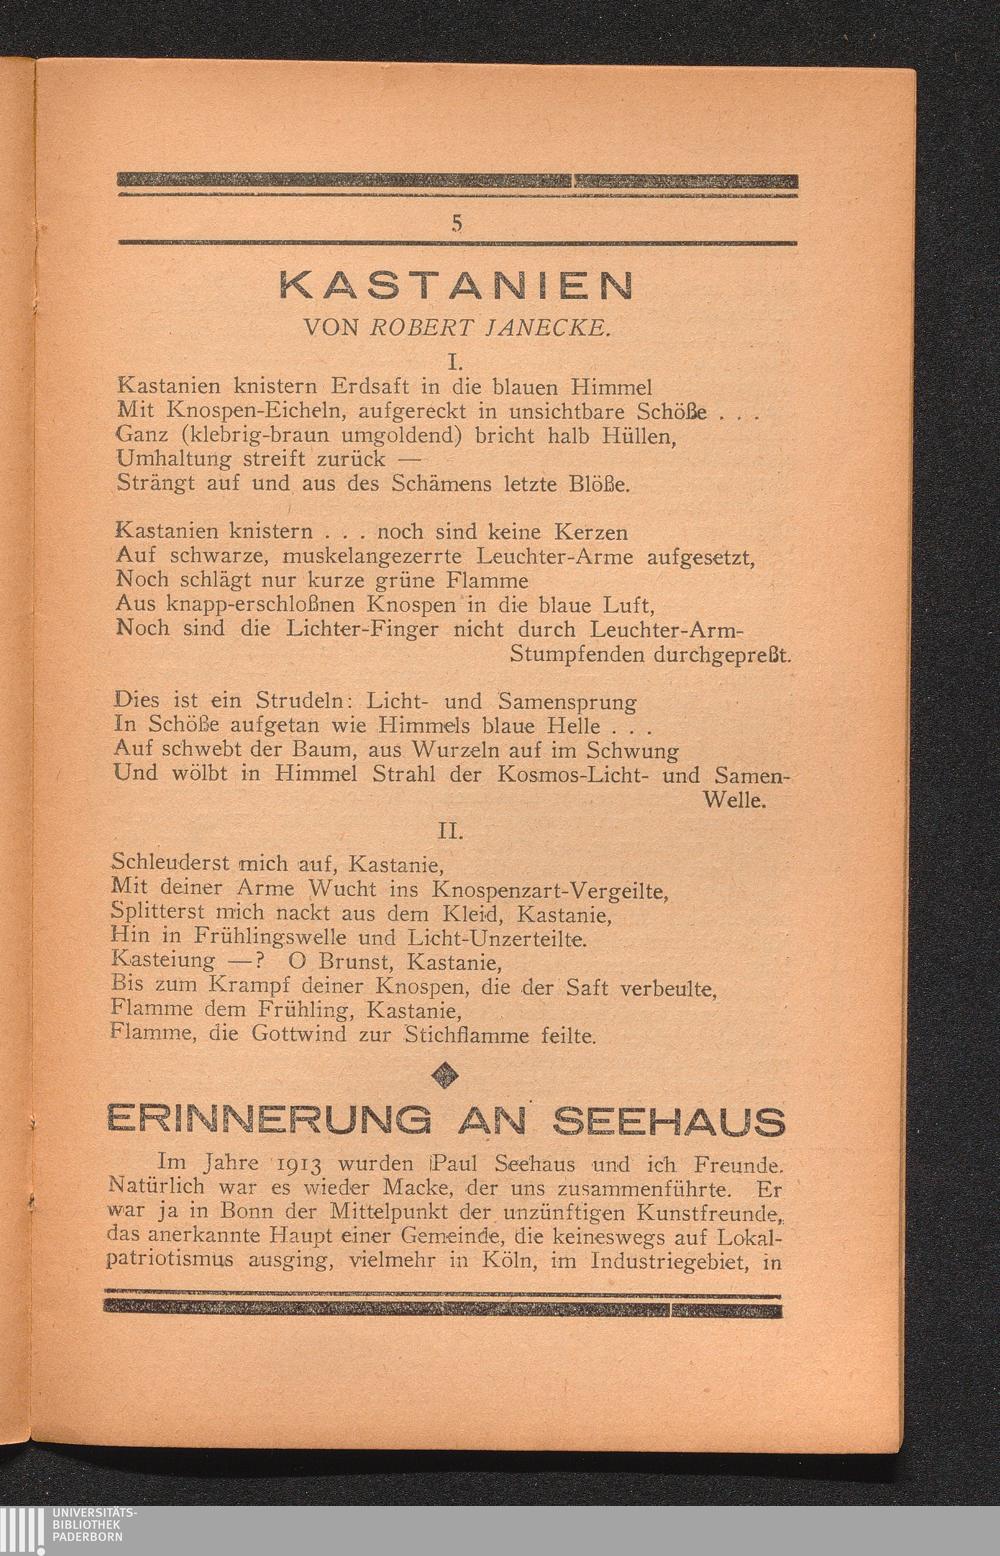 5
KASTANIEN
VON ROBERT JANECKE.
I.
Kastanien knistern Erdsaft in die blauen Himmel
Mit Knospen-Eicheln, aufgereckt in unsichtbare Schöße . . .
Ganz (klebrig-braun umgoldend) bricht halb Hüllen,
Umhaltung streift zurück —
Strängt auf und aus des Schämens letzte Blöße.
Kastanien knistern . . . noch sind keine Kerzen
Auf schwarze, muskelangezerrte Leuchter-Arme aufgesetzt,
Noch schlägt nur kurze grüne Flamme
Aus knapp-erschloßnen Knospen in die blaue Luft,
Noch sind die Lichter-Finger nicht durch Leuchter-Arm-
Stumpfenden durchgepreßt.
Dies ist ein Strudeln: Licht- und Samensprung
In Schöße aufgetan wie Himmels blaue Helle . . .
Auf schwebt der Baum, aus Wurzeln auf im Schwung
Und wölbt in Himmel Strahl der Kosmos-Licht- und Samen-
Welle.
II.
Schleuderst mich auf, Kastanie,
Mit deiner Arme Wucht ins Knospenzart-Vergeilte,
Splitterst mich nackt aus dem Kleid, Kastanie,
Hin in Frühlingswelle und Licht-Unzerteilte.
Kasteiung —? O Brunst, Kastanie,
Bis zum Krampf deiner Knospen, die der Saft verbeulte,
Flamme dem Frühling, Kastanie,
Flamme, die Gottwind zur Stichflamme feilte.
ERINNERUNG AN SEEHAUS
Im Jahre 1913 wurden Paul Seehaus und ich Freunde.
Natürlich war es wieder Macke, der uns zusammenführte. Er
war ja in Bonn der Mittelpunkt der unzünftigen Kunstfreunde,
das anerkannte Haupt einer Gemeinde, die keineswegs auf Lokal-
patriotismus ausging, vielmehr in Köln, im Industriegebiet, in
UNIVERSITÄTS-
BIBLIOTHEK
PADERBORN